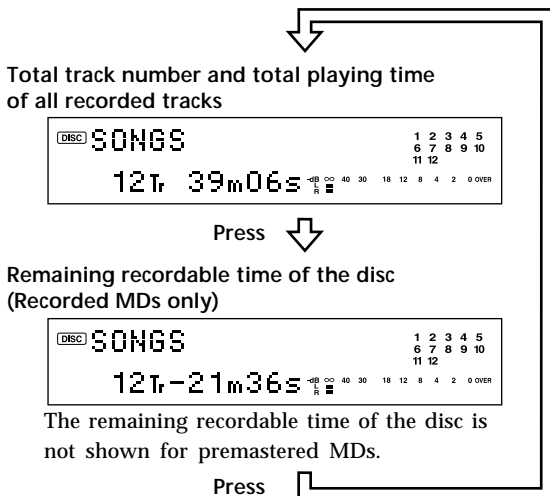 Total track number and total playing time
of all recorded tracks
DISC SONGS
1 2 3 4 5
6 7 8 9 10
11 12
12Tr 39m06s -dB L R ∞ 40 30 18 12 8 4 2 0 OVER
Press
Remaining recordable time of the disc
(Recorded MDs only)
DISC SONGS
1 2 3 4 5
6 7 8 9 10
11 12
12Tr-21m36s -dB L R ∞ 40 30 18 12 8 4 2 0 OVER
The remaining recordable time of the disc is
not shown for premastered MDs.
Press